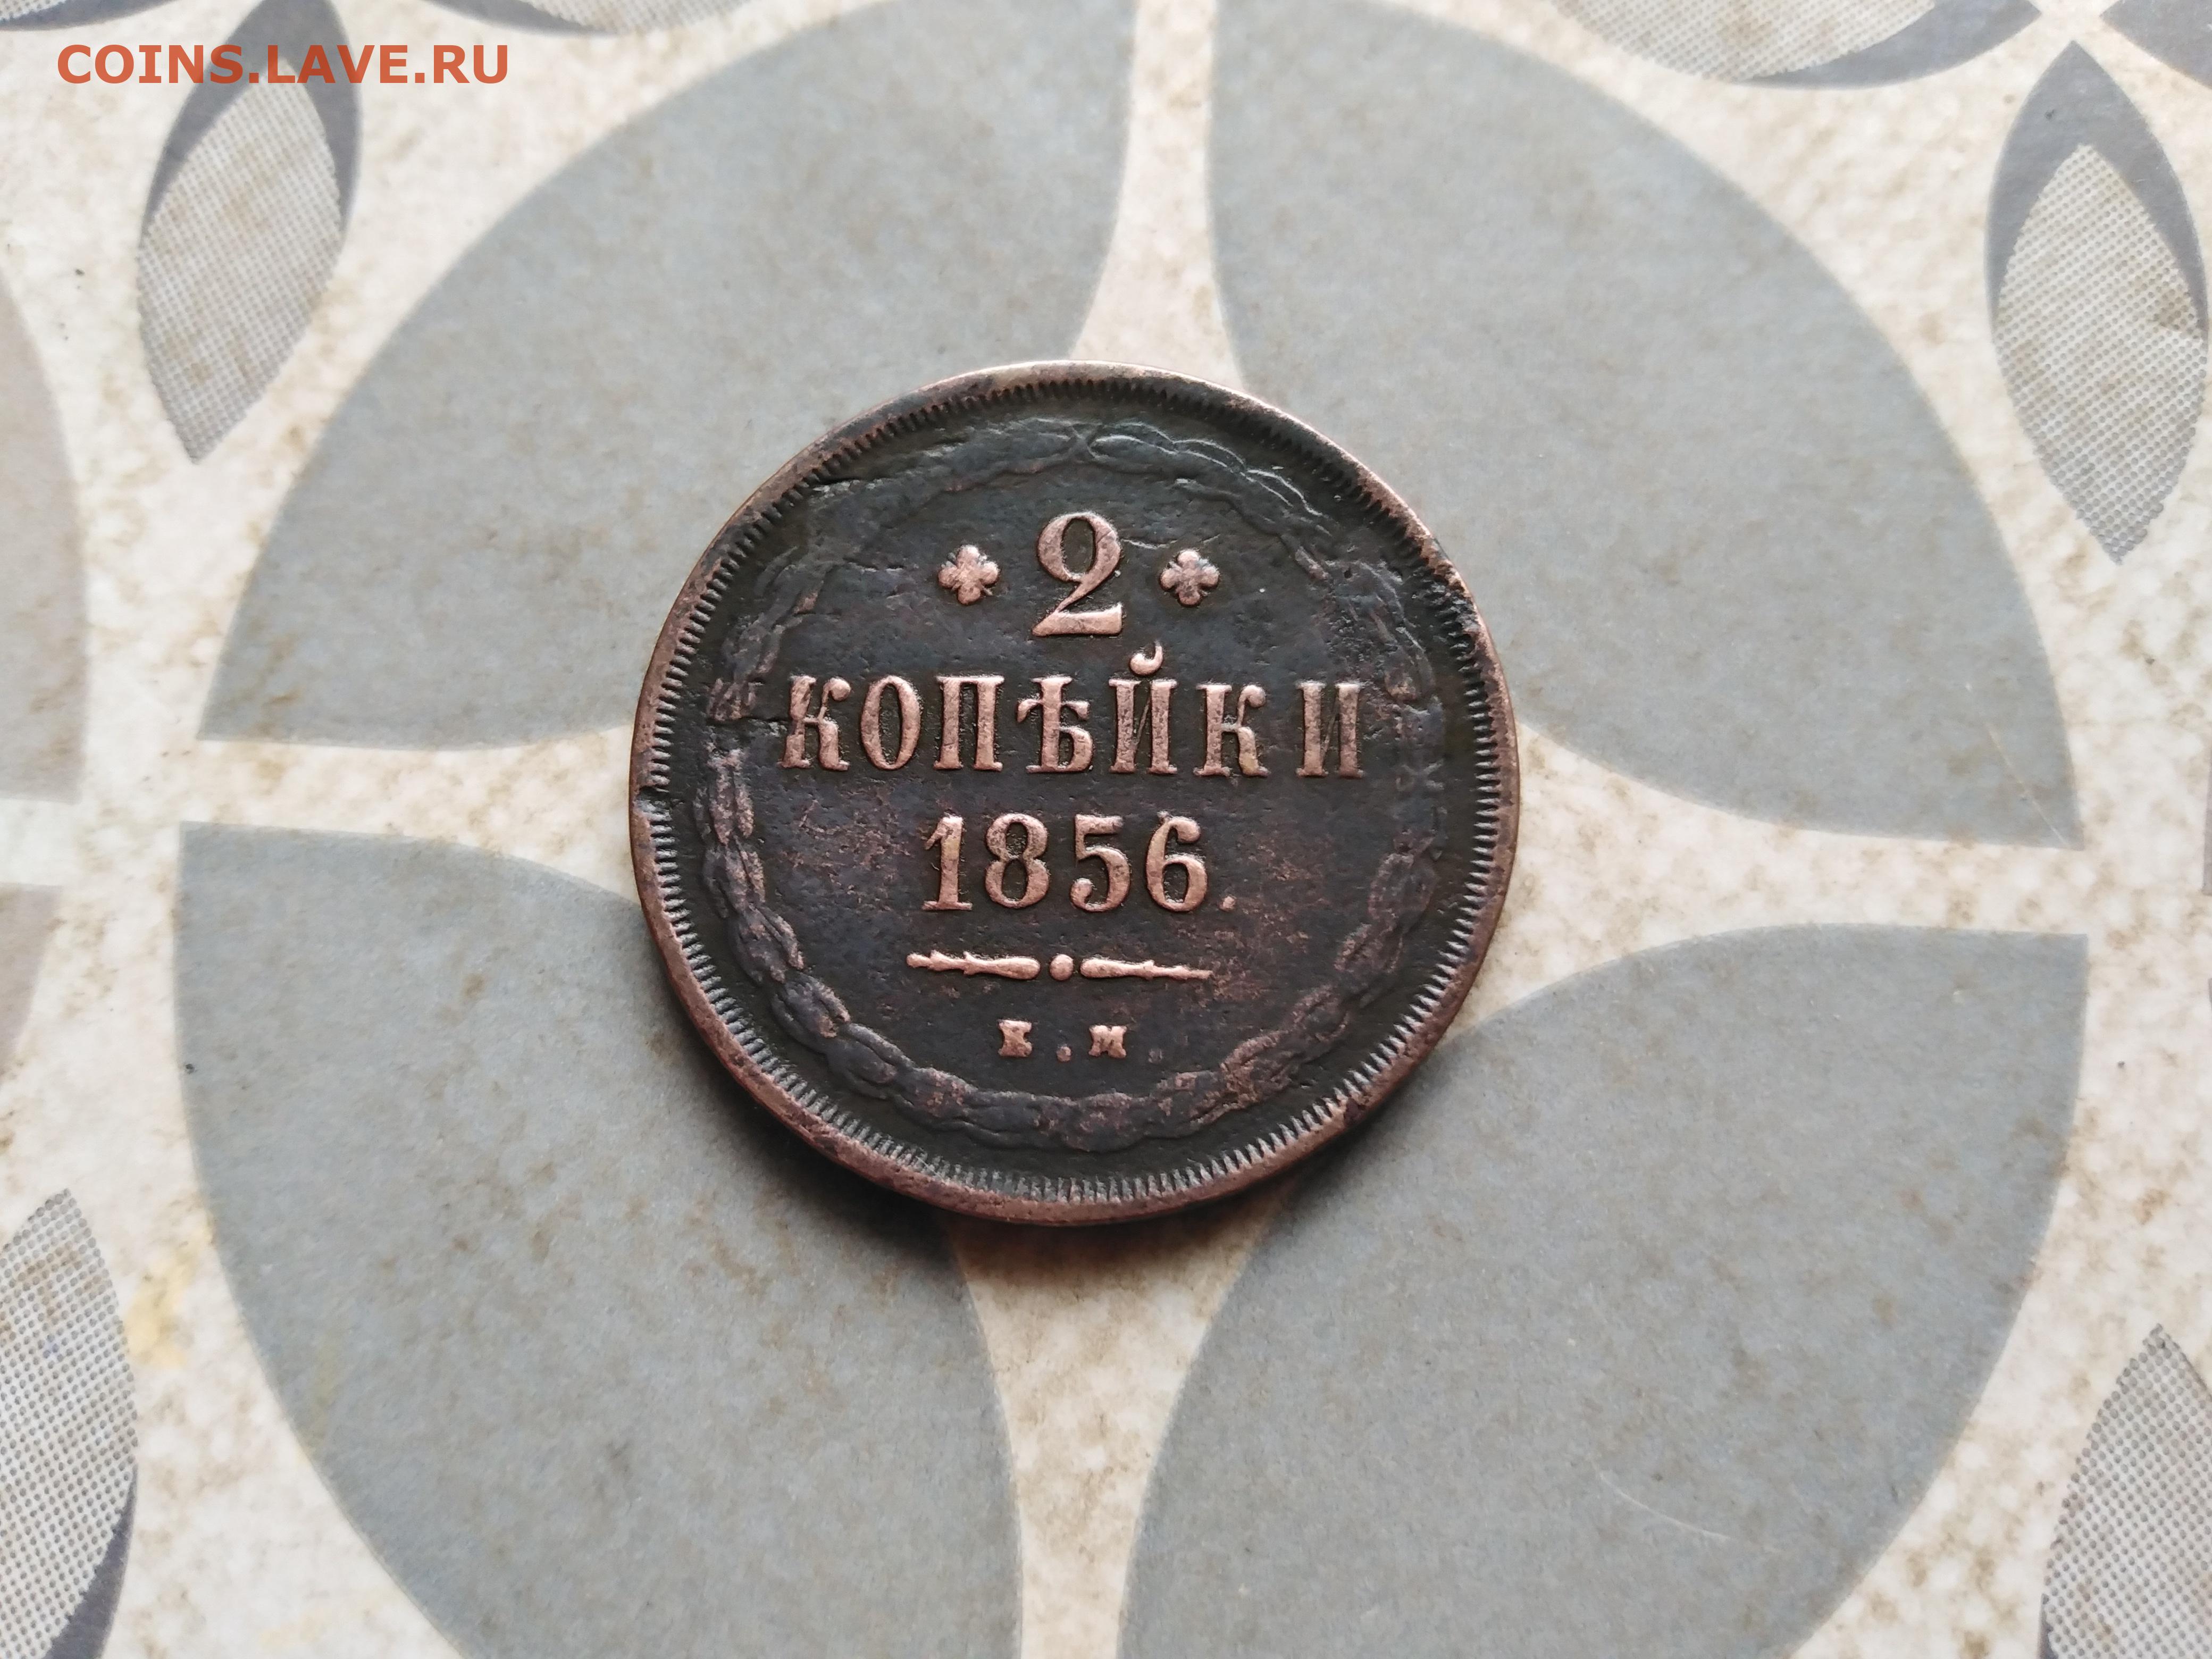 COINS.LAVE.RU
2
КОПѢЙКИ
1856.
Е.М.